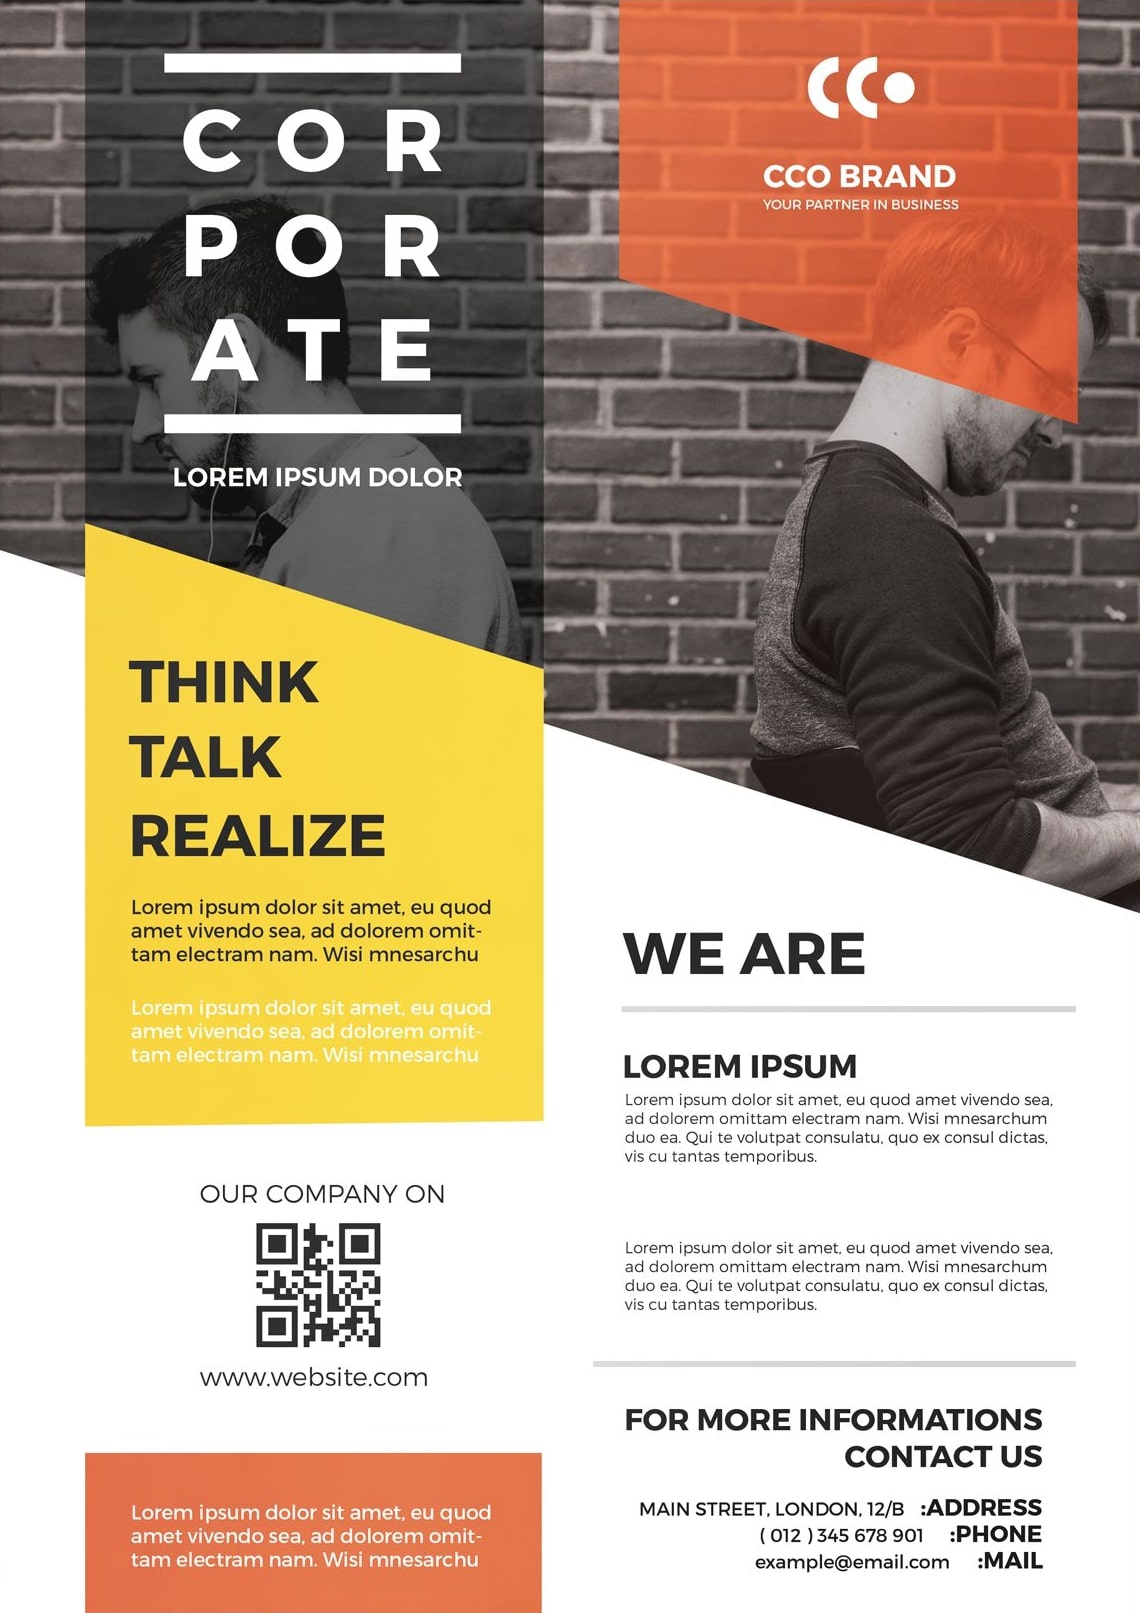 COR
POR
ATE
LOREM IPSUM DOLOR
CCO
CCO BRAND
YOUR PARTNER IN BUSINESS
THINK
TALK
REALIZE
Lorem ipsum dolor sit amet, eu quod
amet vivendo sea, ad dolorem omit-
tam electram nam. Wisi mnesarchu
Lorem ipsum dolor sit amet, eu quod
amet vivendo sea, ad dolorem omit-
tam electram nam. Wisi mnesarchu
OUR COMPANY ON
www.website.com
Lorem ipsum dolor sit amet, eu quod
amet vivendo sea, ad dolorem omit-
tam electram nam. Wisi mnesarchu
WE ARE
LOREM IPSUM
Lorem ipsum dolor sit amet, eu quod amet vivendo sea,
ad dolorem omittam electram nam. Wisi mnesarchum
duo ea. Qui te volutpat consulatu, quo ex consul dictas,
vis cu tantas temporibus.
Lorem ipsum dolor sit amet, eu quod amet vivendo sea,
ad dolorem omittam electram nam. Wisi mnesarchum
duo ea. Qui te volutpat consulatu, quo ex consul dictas,
vis cu tantas temporibus.
FOR MORE INFORMATIONS
CONTACT US
MAIN STREET, LONDON, 12/B :ADDRESS
( 012 ) 345 678 901 :PHONE
example@email.com :MAIL